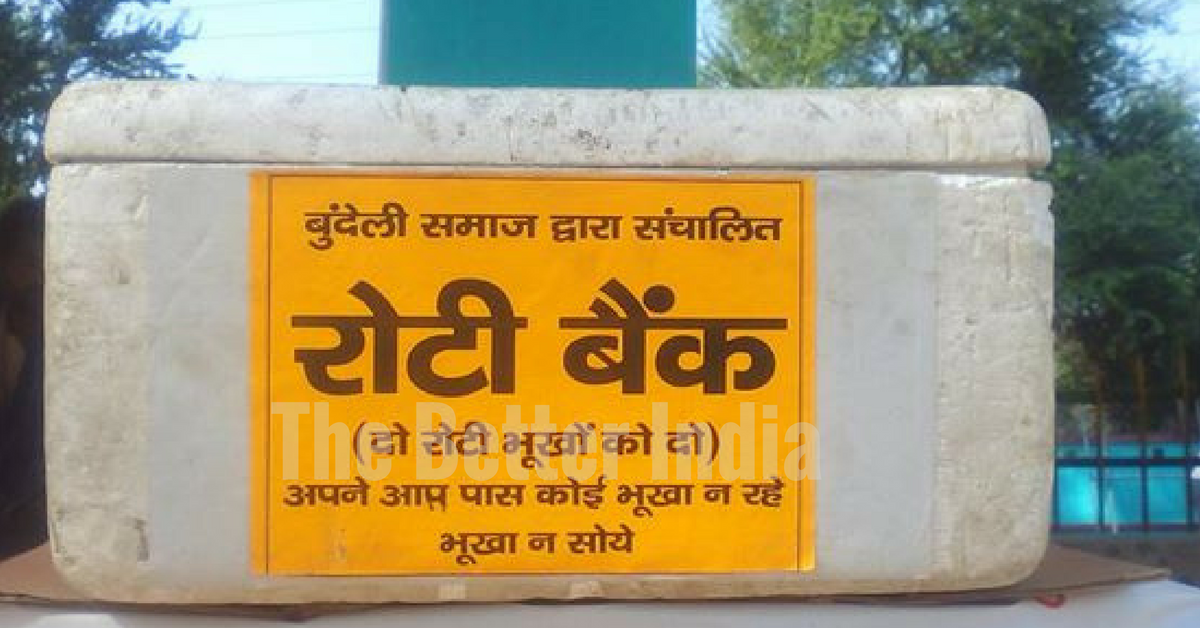 बुंदेली समाज द्वारा संचालित
रोटी बैंक
(दो रोटी भूखों को दो)
The Better India
अपने आप पास कोई भूखा न रहे
भूखा न सोये